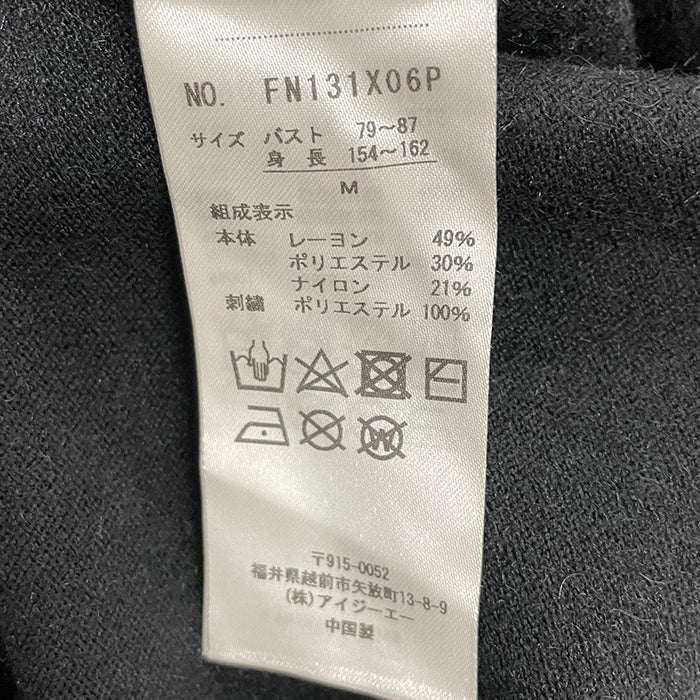 NO. FN131X06P
サイズ バスト 79~87
身長 154~162
M
組成表示
本体 レーヨン 49%
ポリエステル 30%
ナイロン 21%
刺繍 ポリエステル 100%
W
〒915-0052
福井県越前市矢放町13-8-9
(株)アイジーエー
中国製